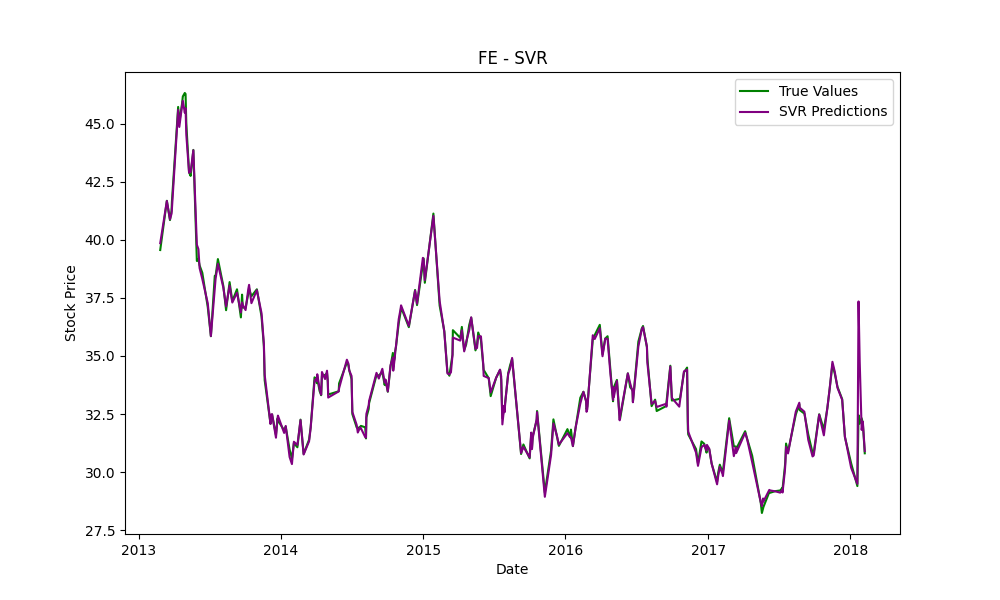 FE - SVR
True Values
SVR Predictions
Stock Price
45.0
42.5
40.0
37.5
35.0
32.5
30.0
27.5
2013
2014
2015
2016
2017
2018
Date